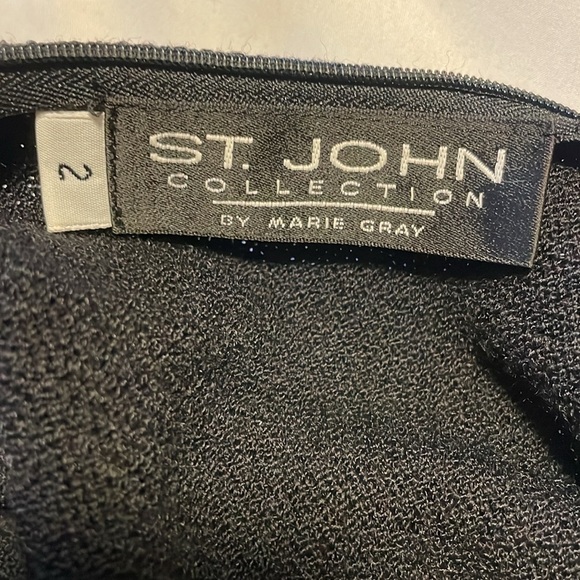 2
ST. JOHN
COLLECTION
BY MARIE GRAY